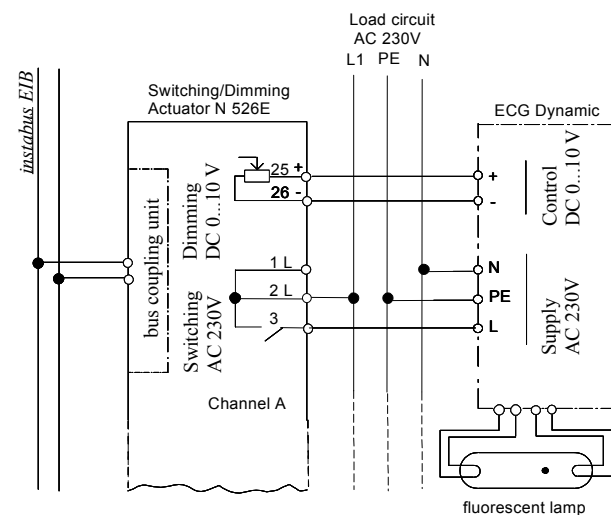 Load circuit
AC 230V
L1 PE N
instabus EIB
Switching/Dimming
Actuator N 526E
ECG Dynamic
bus coupling unit
Dimming
DC 0...10 V
25 +
26 -
+
-
Control
DC 0...10 V
Switching
AC 230V
1 L
2 L
3
N
PE
L
Supply
AC 230V
Channel A
fluorescent lamp